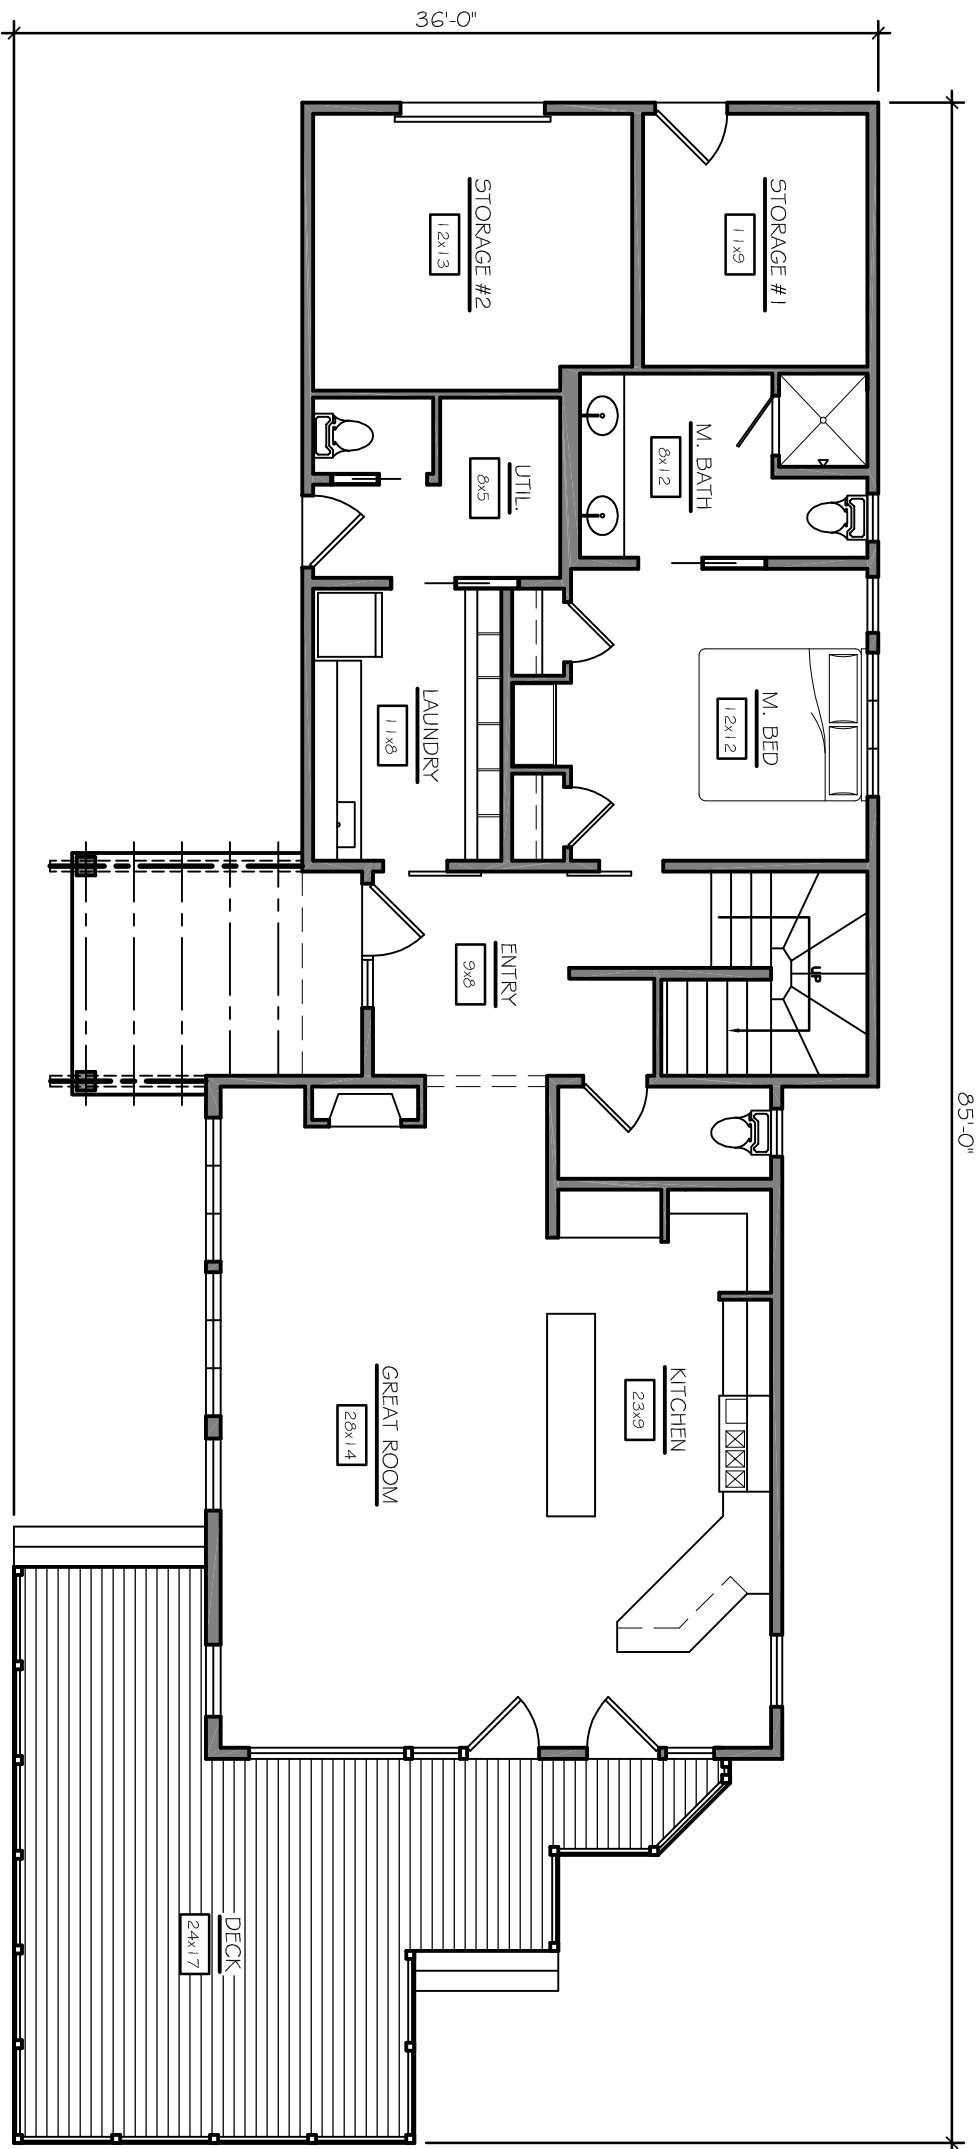 36'-0"
85'-0"
STORAGE #1
11x9
STORAGE #2
12x13
M. BATH
8x12
UTIL.
8x5
M. BED
12x12
LAUNDRY
11x8
UP
ENTRY
9x8
KITCHEN
23x9
GREAT ROOM
28x14
DECK
24x17